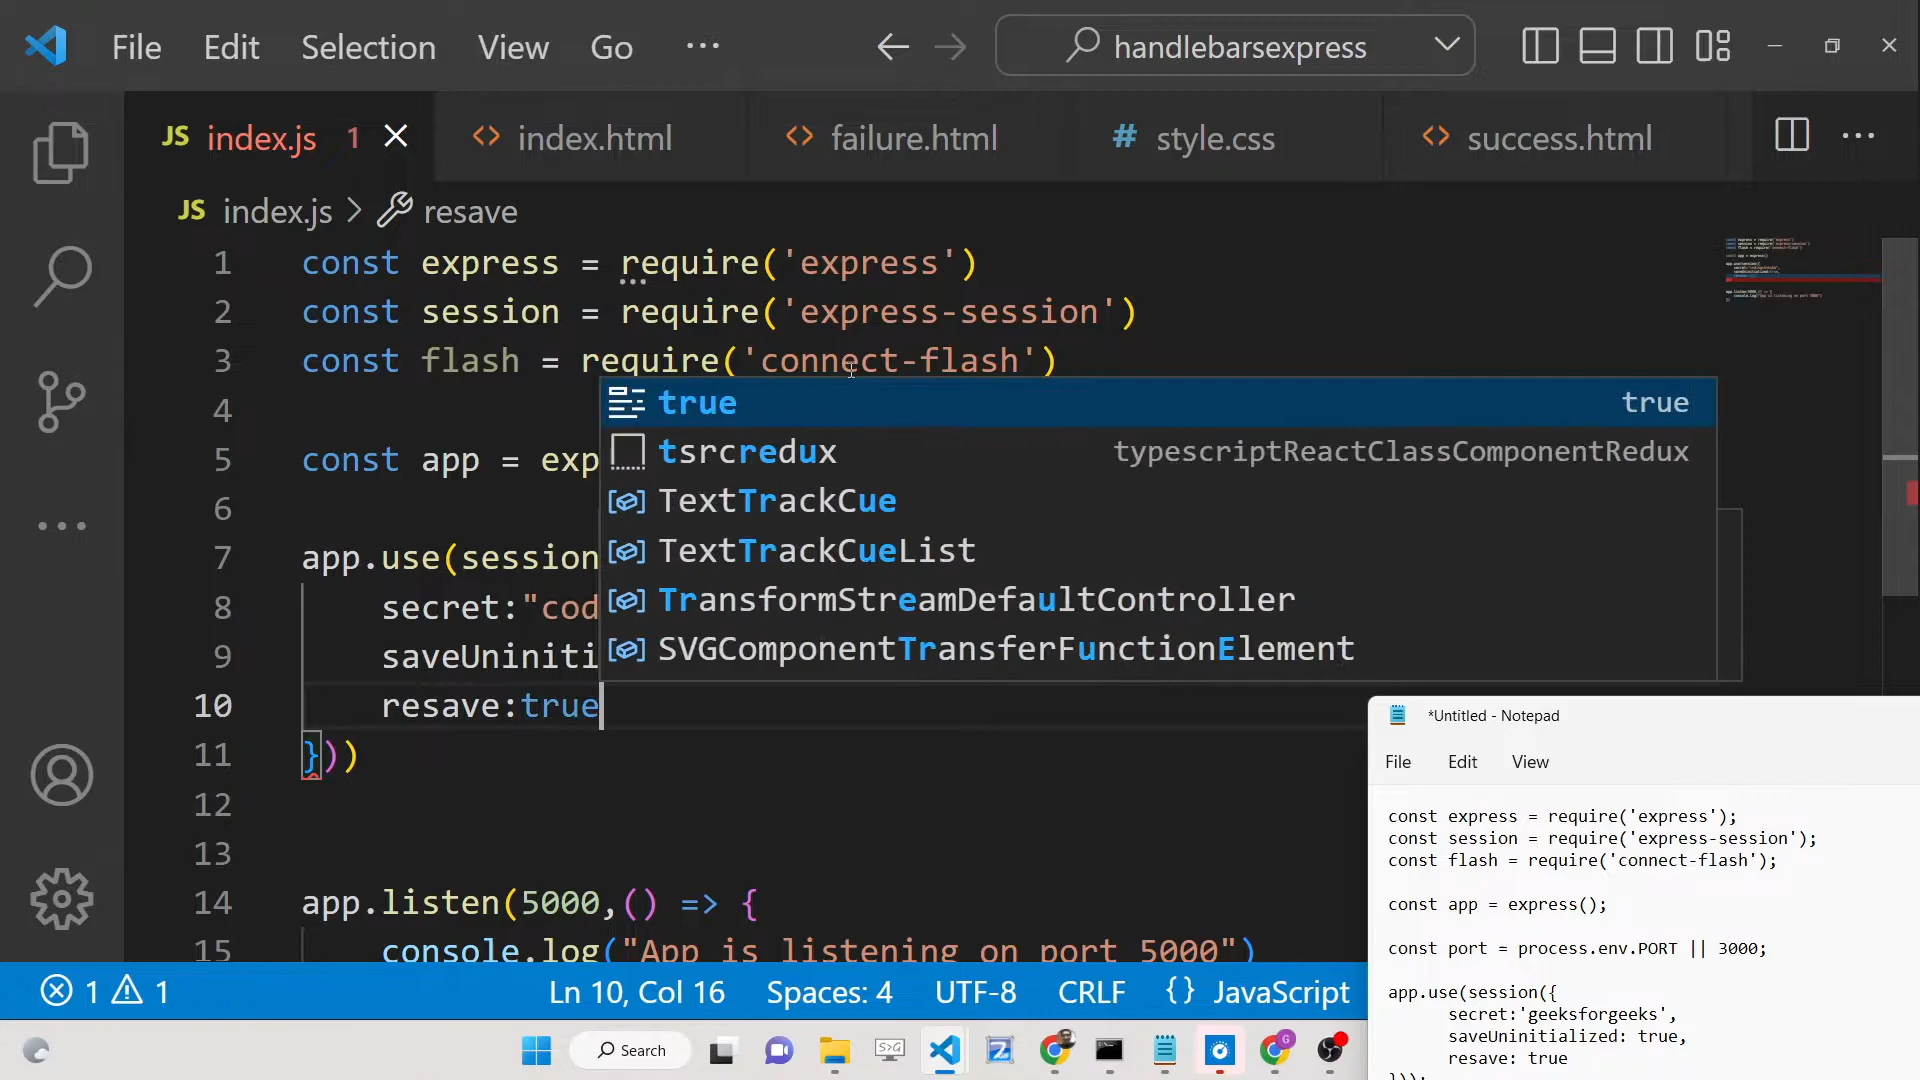 File Edit Selection View Go ··· handlebarsexpress
JS index.js 1 index.html failure.html # style.css success.html ···
JS index.js > resave
1 const express = require('express')
2 const session = require('express-session')
3 const flash = require('connect-flash')
4
5 const app = exp
6
7 app.use(session
8 secret:"cod
9 saveUniniti
10 resave:true
11 }))
12
13
14 app.listen(5000,() => {
15 console.log("App is listening on port 5000")
true true
tsrcredux typescriptReactClassComponentRedux
TextTrackCue
TextTrackCueList
TransformStreamDefaultController
SVGComponentTransferFunctionElement
*Untitled - Notepad
File Edit View
const express = require('express');
const session = require('express-session');
const flash = require('connect-flash');
const app = express();
const port = process.env.PORT || 3000;
app.use(session({
secret:'geeksforgeeks',
saveUninitialized: true,
resave: true
}));
1 1 Ln 10, Col 16 Spaces: 4 UTF-8 CRLF {} JavaScript
Search